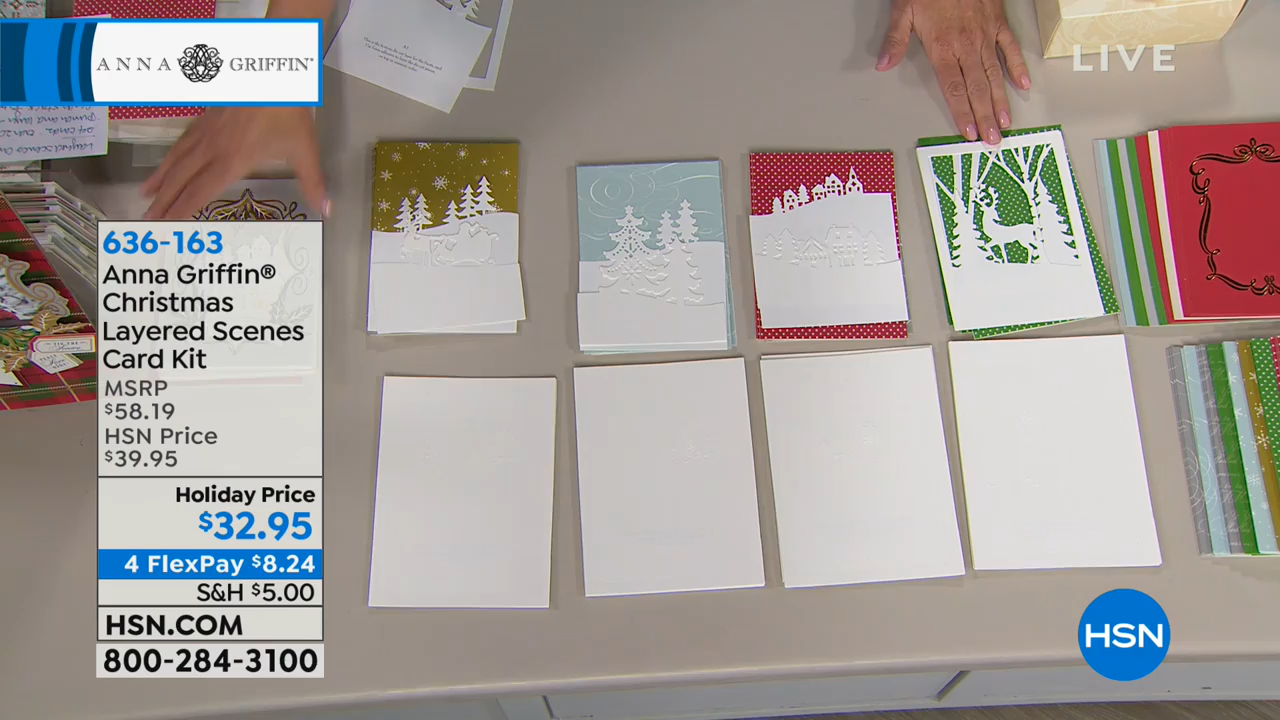 ANNA GRIFFIN®
LIVE
636-163
Anna Griffin®
Christmas
Layered Scenes
Card Kit
MSRP
$58.19
HSN Price
$39.95
Holiday Price
$32.95
4 FlexPay $8.24
S&H $5.00
HSN.COM
800-284-3100
HSN